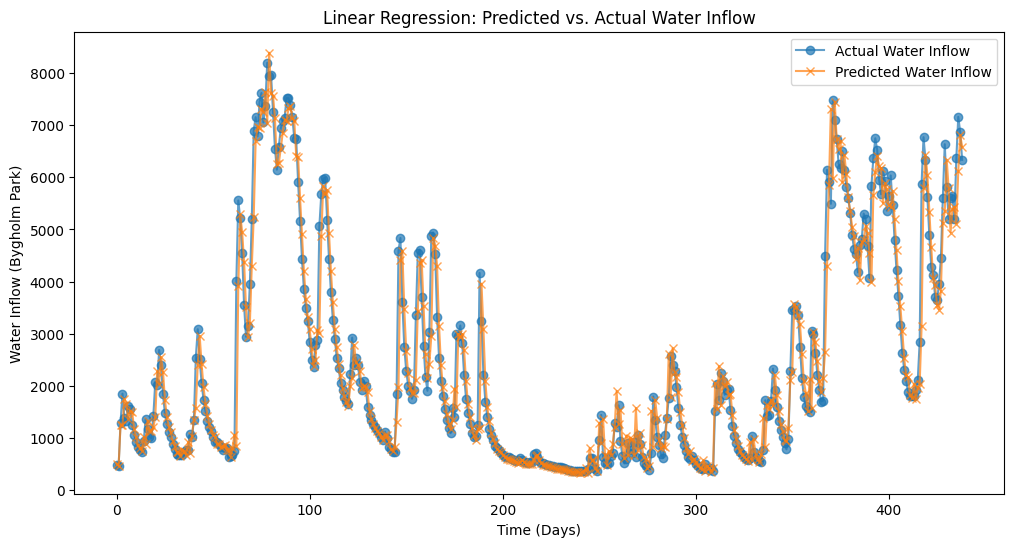 Linear Regression: Predicted vs. Actual Water Inflow
Actual Water Inflow
Predicted Water Inflow
8000
7000
6000
5000
4000
3000
2000
1000
0
Water Inflow (Bygholm Park)
0 100 200 300 400
Time (Days)